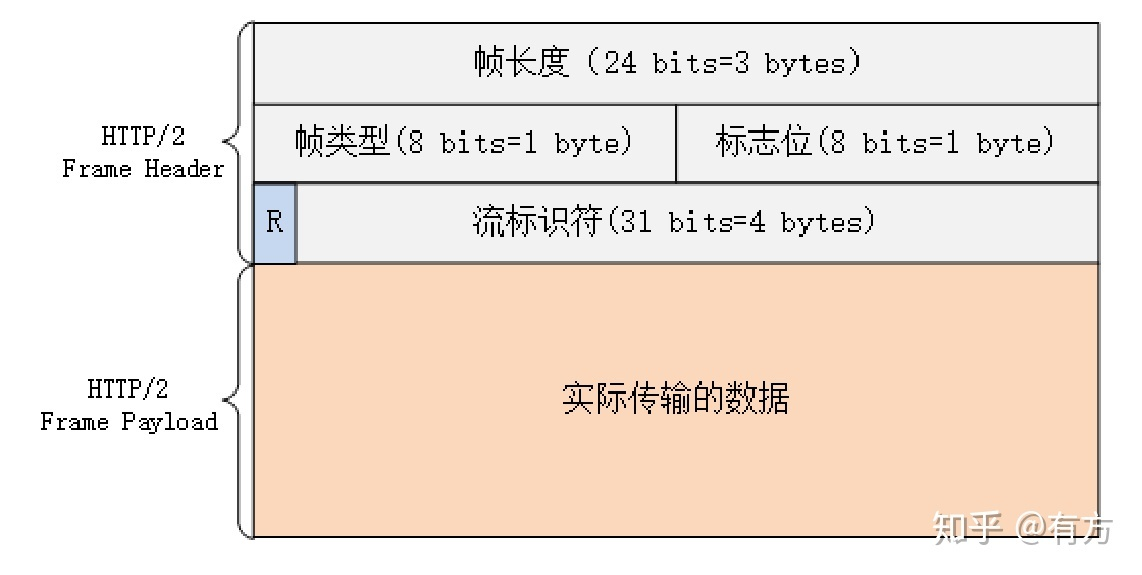 帧长度（24 bits=3 bytes）
HTTP/2
Frame Header
帧类型(8 bits=1 byte)
标志位(8 bits=1 byte)
R
流标识符(31 bits=4 bytes)
HTTP/2
Frame Payload
实际传输的数据
知乎 @有方